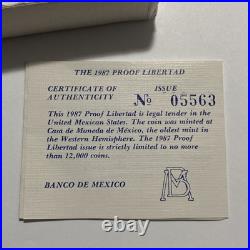 THE 1987 PROOF LIBERTAD
CERTIFICATE OF ISSUE
AUTHENTICITY No 05563
This 1987 Proof Libertad is legal tender in
the United Mexican States. The coin was minted at
Casa de Moneda de México, the oldest mint in
the Western Hemisphere. The 1987 Proof
Libertad issue is strictly limited to no more
than 12,000 coins.
BANCO DE MEXICO